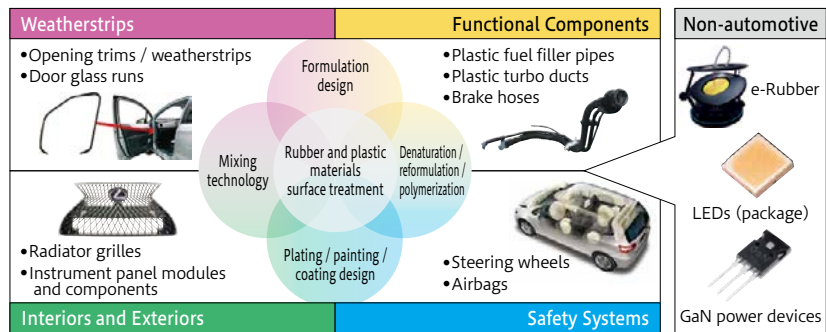 Weatherstrips
•Opening trims / weatherstrips
•Door glass runs
Functional Components
•Plastic fuel filler pipes
•Plastic turbo ducts
•Brake hoses
Non-automotive
e-Rubber
LEDs (package)
GaN power devices
Formulation
design
Mixing
technology
Rubber and plastic
materials
surface treatment
Denaturation /
reformulation /
polymerization
Plating / painting /
coating design
•Radiator grilles
•Instrument panel modules
and components
Interiors and Exteriors
•Steering wheels
•Airbags
Safety Systems